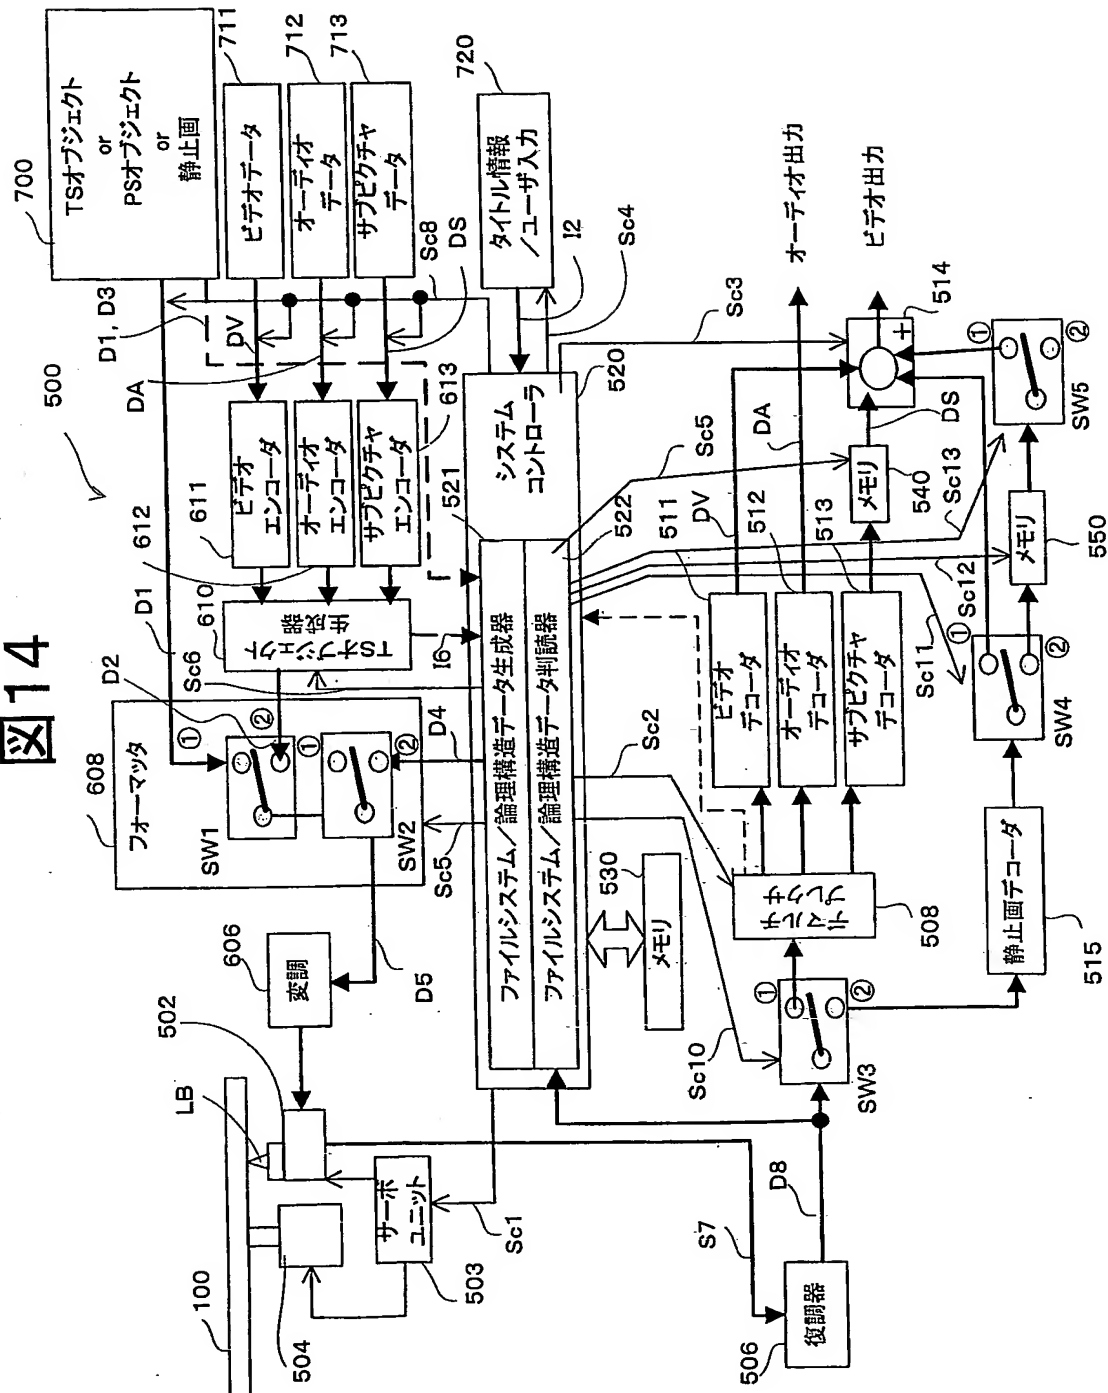 図14
500
700
TSオブジェクト
or
PSオブジェクト
or
静止画
D1, D3
D1
711
ビデオデータ
712
オーディオ
データ
713
サブピクチャ
データ
DV
DA
DS
Sc8
720
タイトル情報
/ユーザ入力
I2
Sc4
611
ビデオ
エンコーダ
612
オーディオ
エンコーダ
613
サブピクチャ
エンコーダ
610
TSオブジェクト
生成器
I6
Sc6
D2
608
フォーマッタ
①
②
SW1
①
②
SW2
D4
Sc5
D5
606
変調
502
LB
100
504
サーボ
ユニット
503
Sc1
520
システム
コントローラ
521
ファイルシステム/論理構造データ生成器
522
ファイルシステム/論理構造データ判読器
530
メモリ
S7
506
復調器
D8
Sc10
Sc2
①
②
SW3
508
デマルチ
プレクサ
511
ビデオ
デコーダ
512
オーディオ
デコーダ
513
サブピクチャ
デコーダ
DV
DA
Sc5
Sc3
540
メモリ
DS
514
+
オーディオ出力
ビデオ出力
515
静止画デコーダ
Sc11
Sc12
Sc13
①
②
SW4
550
メモリ
①
②
SW5